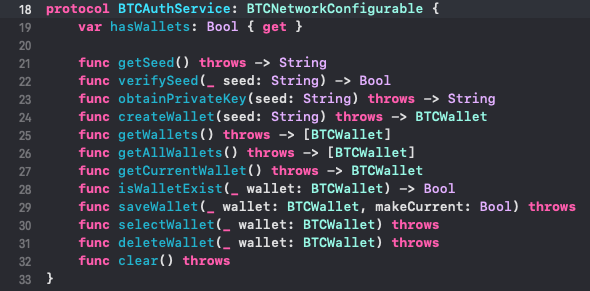 18 protocol BTCAuthService: BTCNetworkConfigurable {
19 var hasWallets: Bool { get }
20
21 func getSeed() throws -> String
22 func verifySeed(_ seed: String) -> Bool
23 func obtainPrivateKey(seed: String) throws -> String
24 func createWallet(seed: String) throws -> BTCWallet
25 func getWallets() throws -> [BTCWallet]
26 func getAllWallets() throws -> [BTCWallet]
27 func getCurrentWallet() throws -> BTCWallet
28 func isWalletExist(_ wallet: BTCWallet) -> Bool
29 func saveWallet(_ wallet: BTCWallet, makeCurrent: Bool) throws
30 func selectWallet(_ wallet: BTCWallet) throws
31 func deleteWallet(_ wallet: BTCWallet) throws
32 func clear() throws
33 }